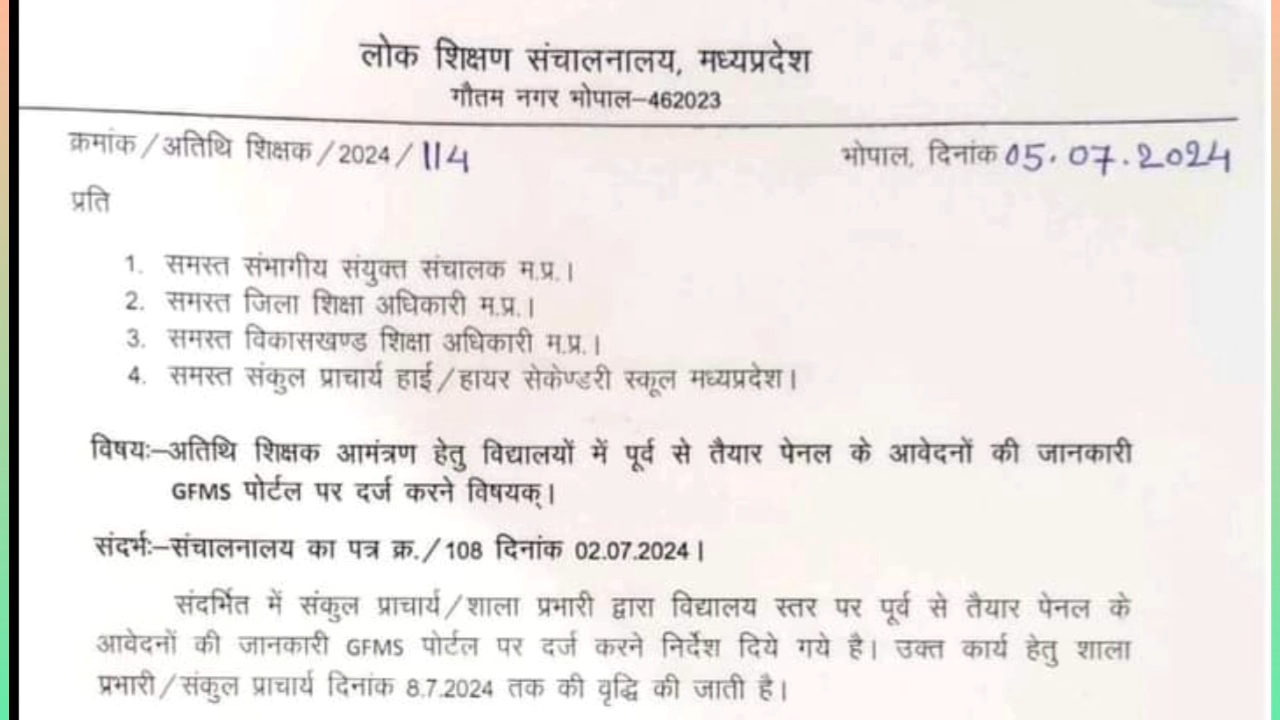 लोक शिक्षण संचालनालय, मध्यप्रदेश
गौतम नगर भोपाल–462023
क्रमांक/अतिथि शिक्षक/2024/114 भोपाल, दिनांक 05.07.2024
प्रति
1. समस्त संभागीय संयुक्त संचालक म.प्र.।
2. समस्त जिला शिक्षा अधिकारी म.प्र.।
3. समस्त विकासखण्ड शिक्षा अधिकारी म.प्र.।
4. समस्त संकुल प्राचार्य हाई/हायर सेकेण्डरी स्कूल मध्यप्रदेश।
विषयः–अतिथि शिक्षक आमंत्रण हेतु विद्यालयों में पूर्व से तैयार पेनल के आवेदनों की जानकारी
GFMS पोर्टल पर दर्ज करने विषयक्।
संदर्भः–संचालनालय का पत्र क्र./108 दिनांक 02.07.2024।
संदर्भित में संकुल प्राचार्य/शाला प्रभारी द्वारा विद्यालय स्तर पर पूर्व से तैयार पेनल के
आवेदनों की जानकारी GFMS पोर्टल पर दर्ज करने निर्देश दिये गये है। उक्त कार्य हेतु शाला
प्रभारी/संकुल प्राचार्य दिनांक 8.7.2024 तक की वृद्धि की जाती है।